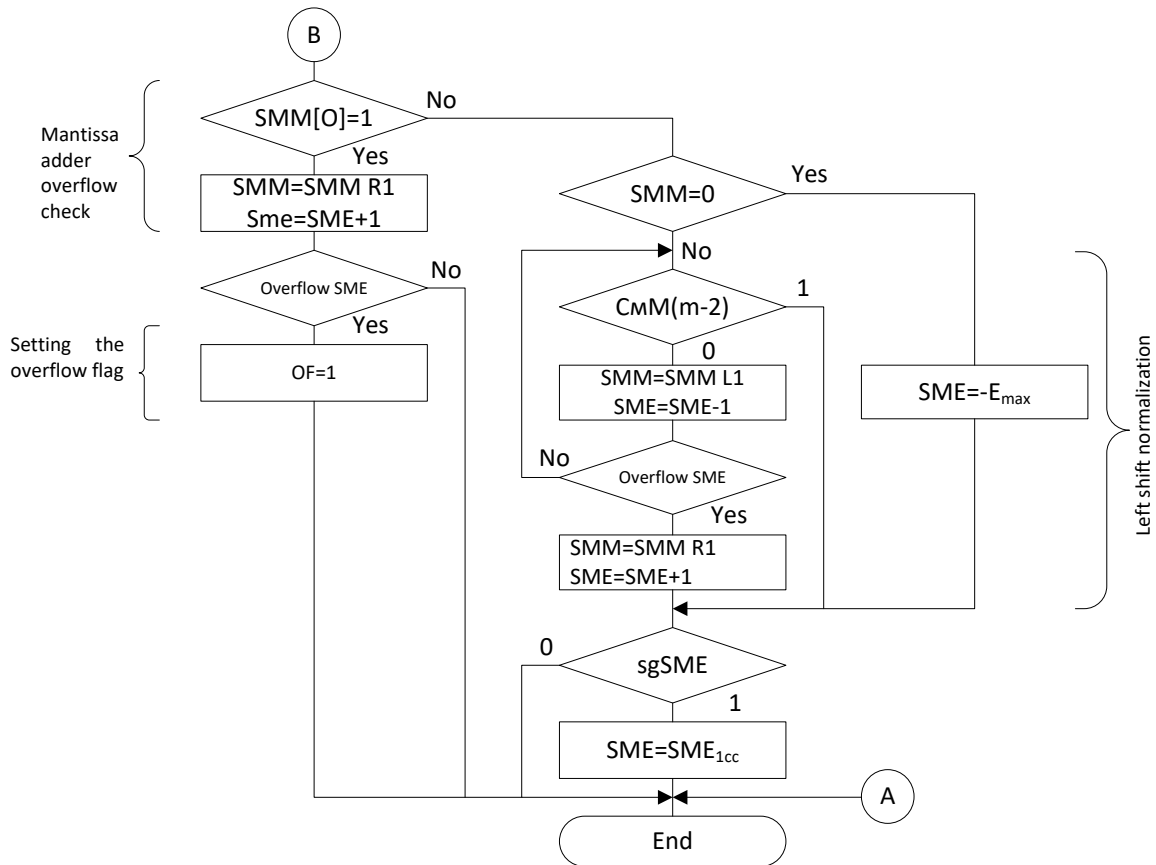 B
SMM[O]=1
No
Yes
Mantissa
adder
overflow
check
SMM=SMM R1
Sme=SME+1
SMM=0
Yes
No
Overflow SME
No
Yes
СмМ(m-2)
1
0
Setting the
overflow flag
OF=1
SMM=SMM L1
SME=SME-1
SME=-Emax
Left shift normalization
No
Overflow SME
Yes
SMM=SMM R1
SME=SME+1
0
sgSME
1
SME=SME1cc
A
End